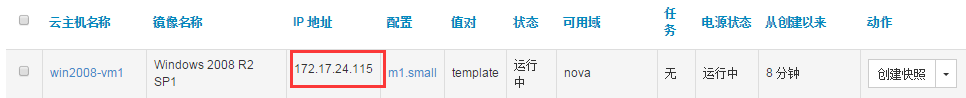 云主机名称 镜像名称 IP 地址 配置 值对 状态 可用域 任务 电源状态 从创建以来 动作
win2008-vm1 Windows 2008 R2 SP1 172.17.24.115 m1.small template 运行中 nova 无 运行中 8 分钟 创建快照